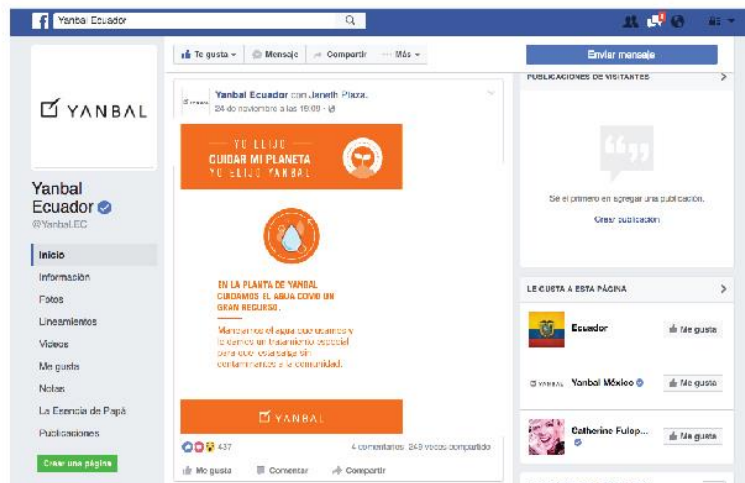 Yanbal Ecuador
Te gusta
Mensaje
Compartir
Más
Enviar mensaje
YANBAL
Yanbal
Ecuador
@Yanbal.EC
Inicio
Información
Fotos
Lineamientos
Videos
Me gusta
Notas
La Esencia de Papá
Publicaciones
Crear una página
Yanbal Ecuador con Janeth Plaza.
24 de noviembre a las
YO ELIJO
CUIDAR MI PLANETA
YO ELIJO YANBAL
EN LA PLANTA DE YANBAL
CUIDAMOS EL AGUA COMO UN
GRAN RECURSO.
Manejamos el agua que usamos y
le damos un tratamiento especial
para que esta salga sin
contaminantes a la comunidad.
YANBAL
437
4 comentarios 249 veces compartido
Me gusta
Comentar
Compartir
PUBLICACIONES DE VISITANTES
Sé el primero en agregar una publicación.
Crear publicación
LE GUSTA A ESTA PÁGINA
Ecuador
Me gusta
YANBAL
Yanbal México
Me gusta
Catherine Fulop...
Me gusta